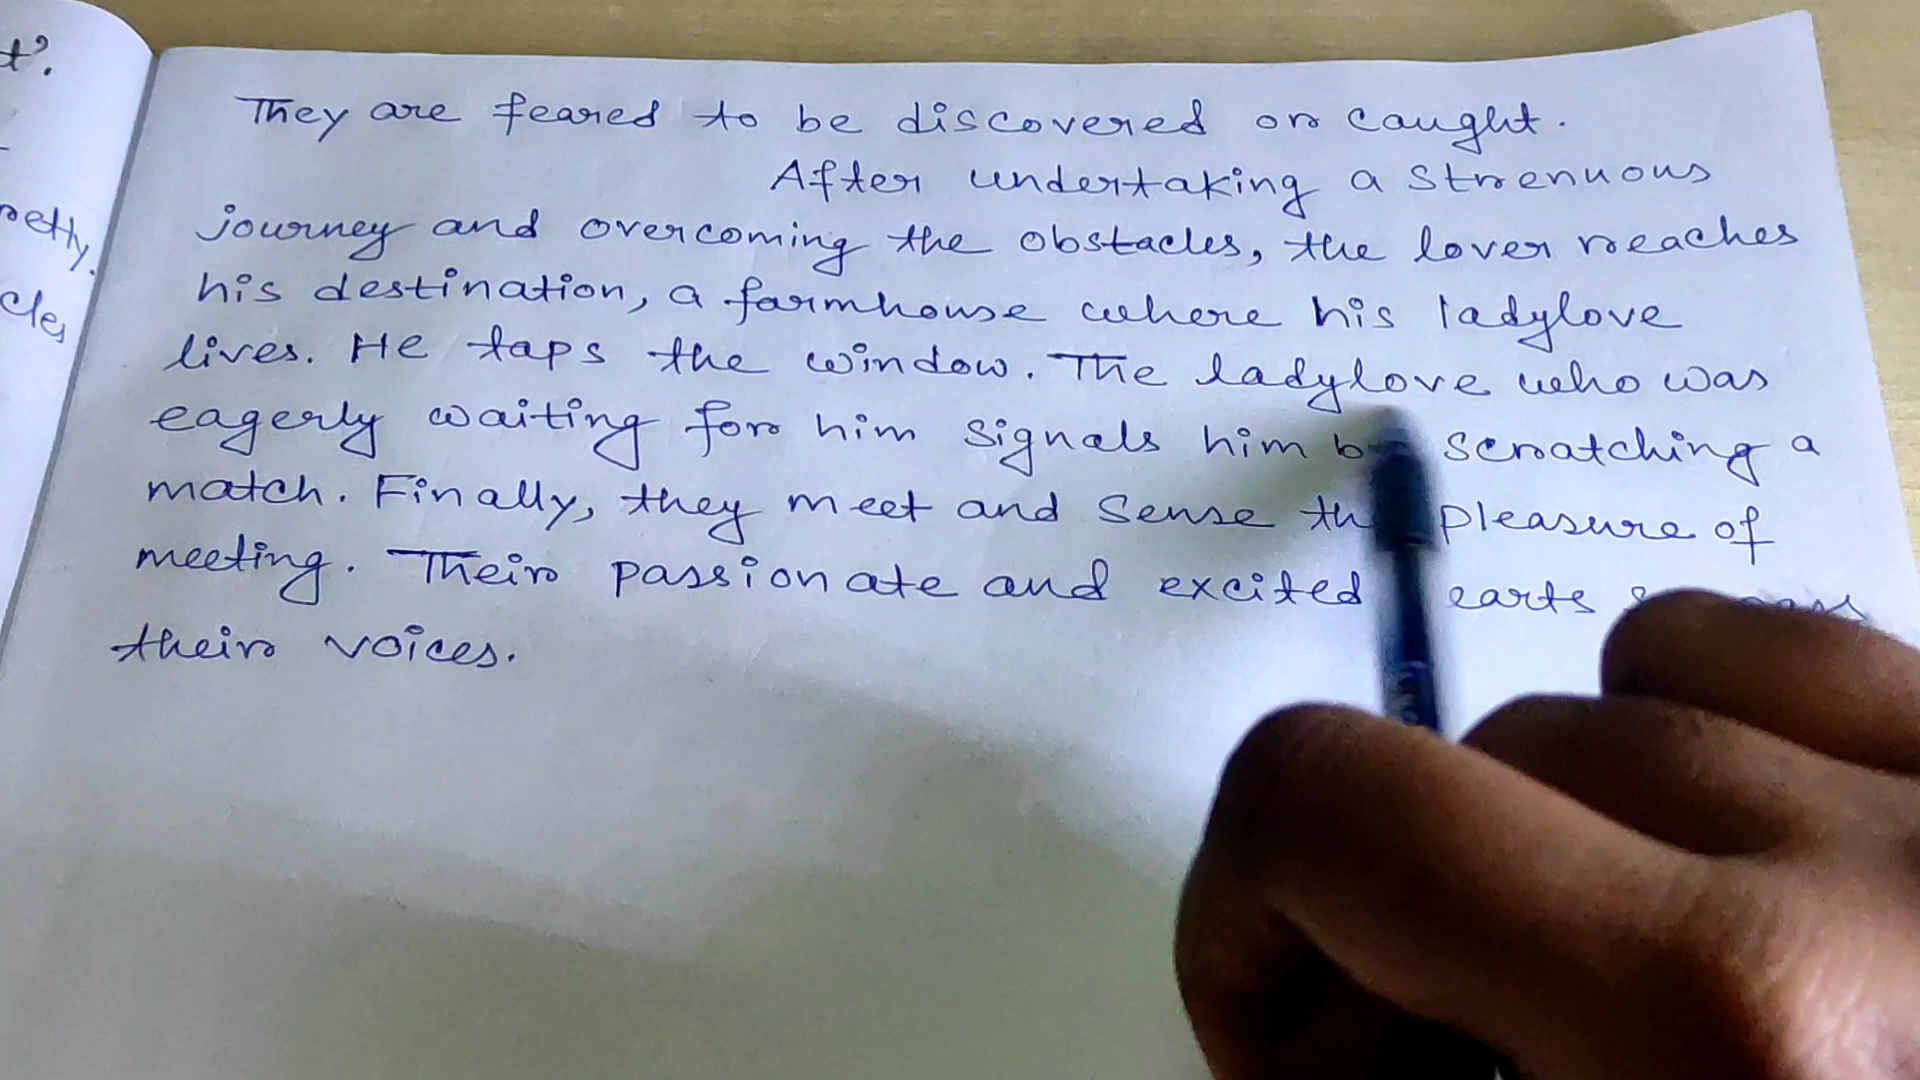 t?
They are feared to be discovered or caught.
After undertaking a strenuous
journey and overcoming the obstacles, the lover reaches
his destination, a farmhouse where his ladylove
lives. He taps the window. The ladylove who was
eagerly waiting for him signals him scratching a
match. Finally, they meet and sense pleasure of
meeting. Their passionate and excited
their voices.